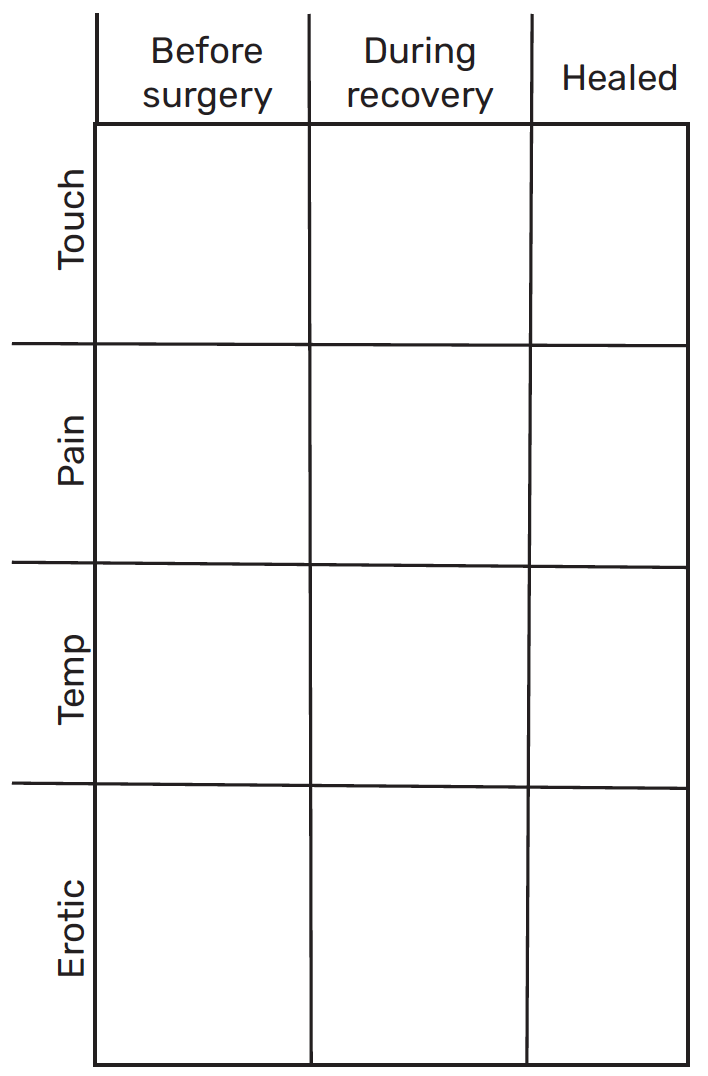 Before
surgery
During
recovery
Healed
Touch
Pain
Temp
Erotic